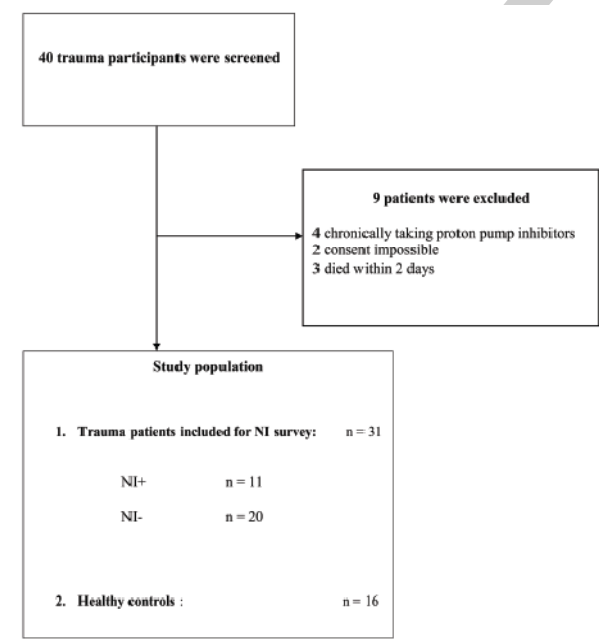 40 trauma participants were screened
9 patients were excluded
4 chronically taking proton pump inhibitors
2 consent impossible
3 died within 2 days
Study population
1. Trauma patients included for NI survey: n = 31
NI+ n = 11
NI- n = 20
2. Healthy controls : n = 16